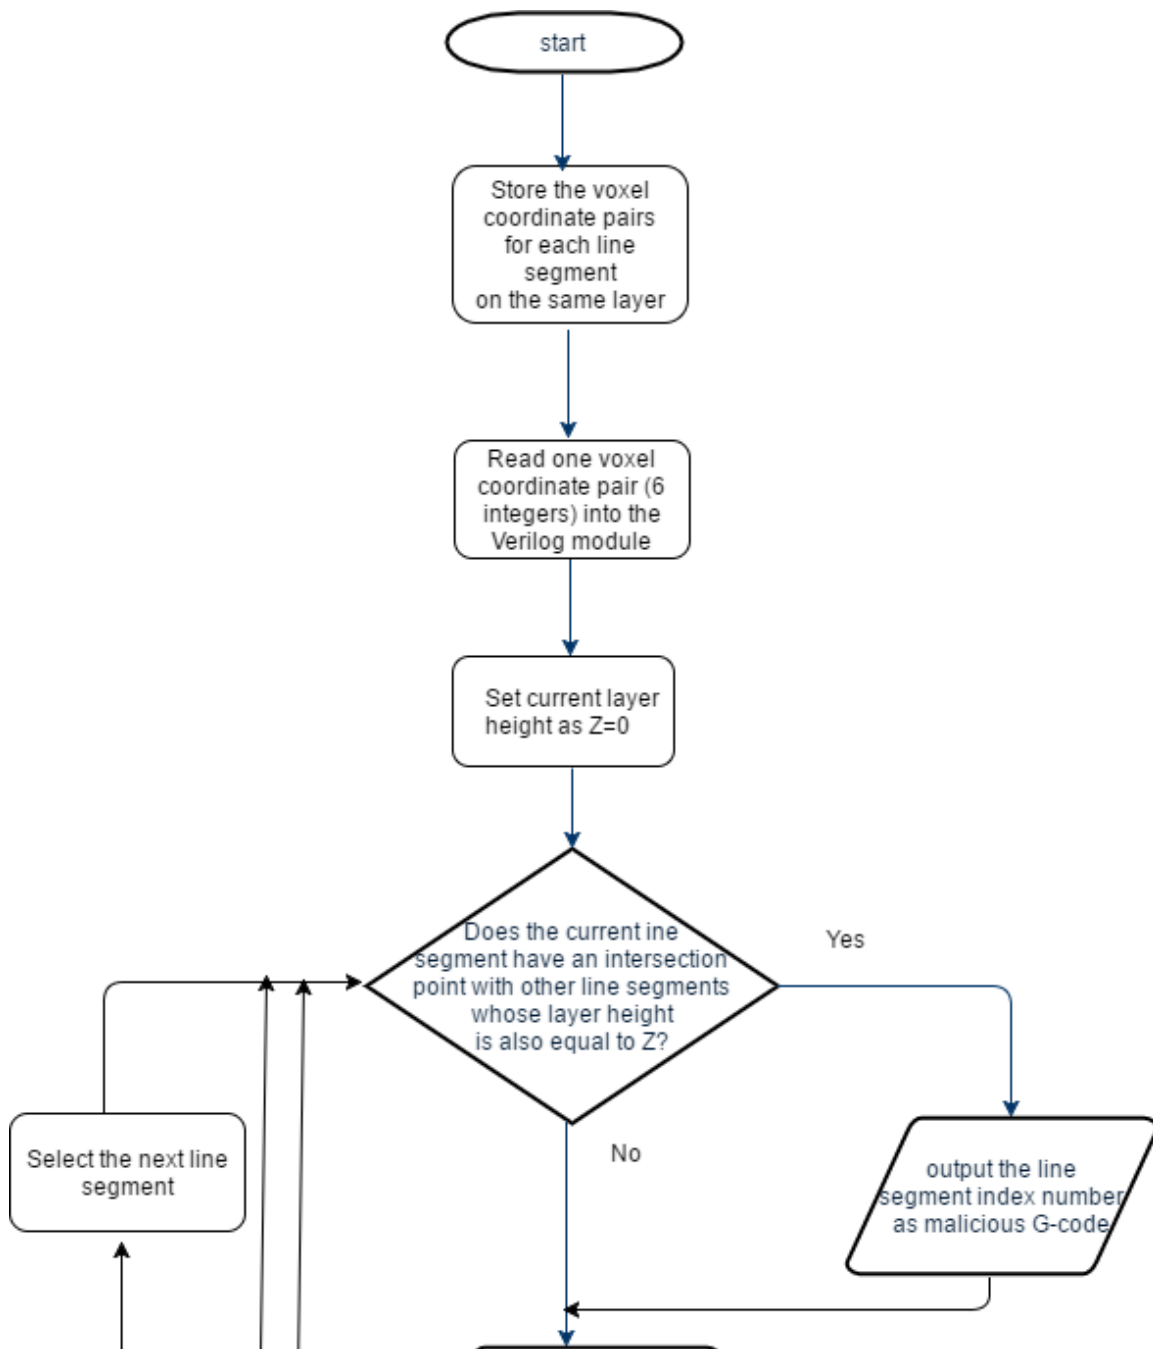 start
Store the voxel
coordinate pairs
for each line
segment
on the same layer
Read one voxel
coordinate pair (6
integers) into the
Verilog module
Set current layer
height as Z=0
Does the current ine
segment have an intersection
point with other line segments
whose layer height
is also equal to Z?
Yes
No
Select the next line
segment
output the line
segment index number
as malicious G-code